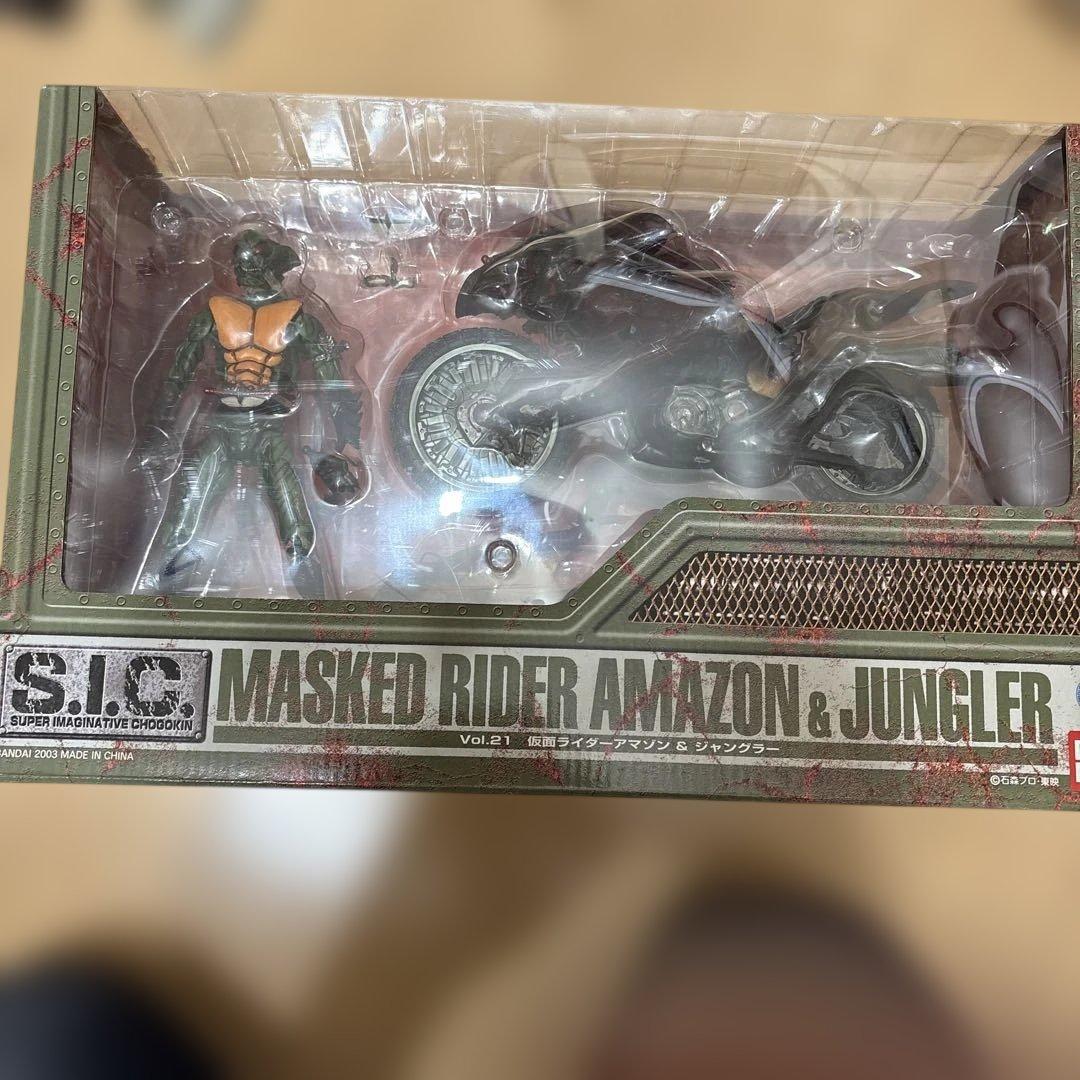 S.I.C.
SUPER IMAGINATIVE CHOGOKIN
MASKED RIDER AMAZON & JUNGLER
Vol.21 仮面ライダーアマゾン & ジャングラー
BANDAI 2003 MADE IN CHINA
©石森プロ・東映